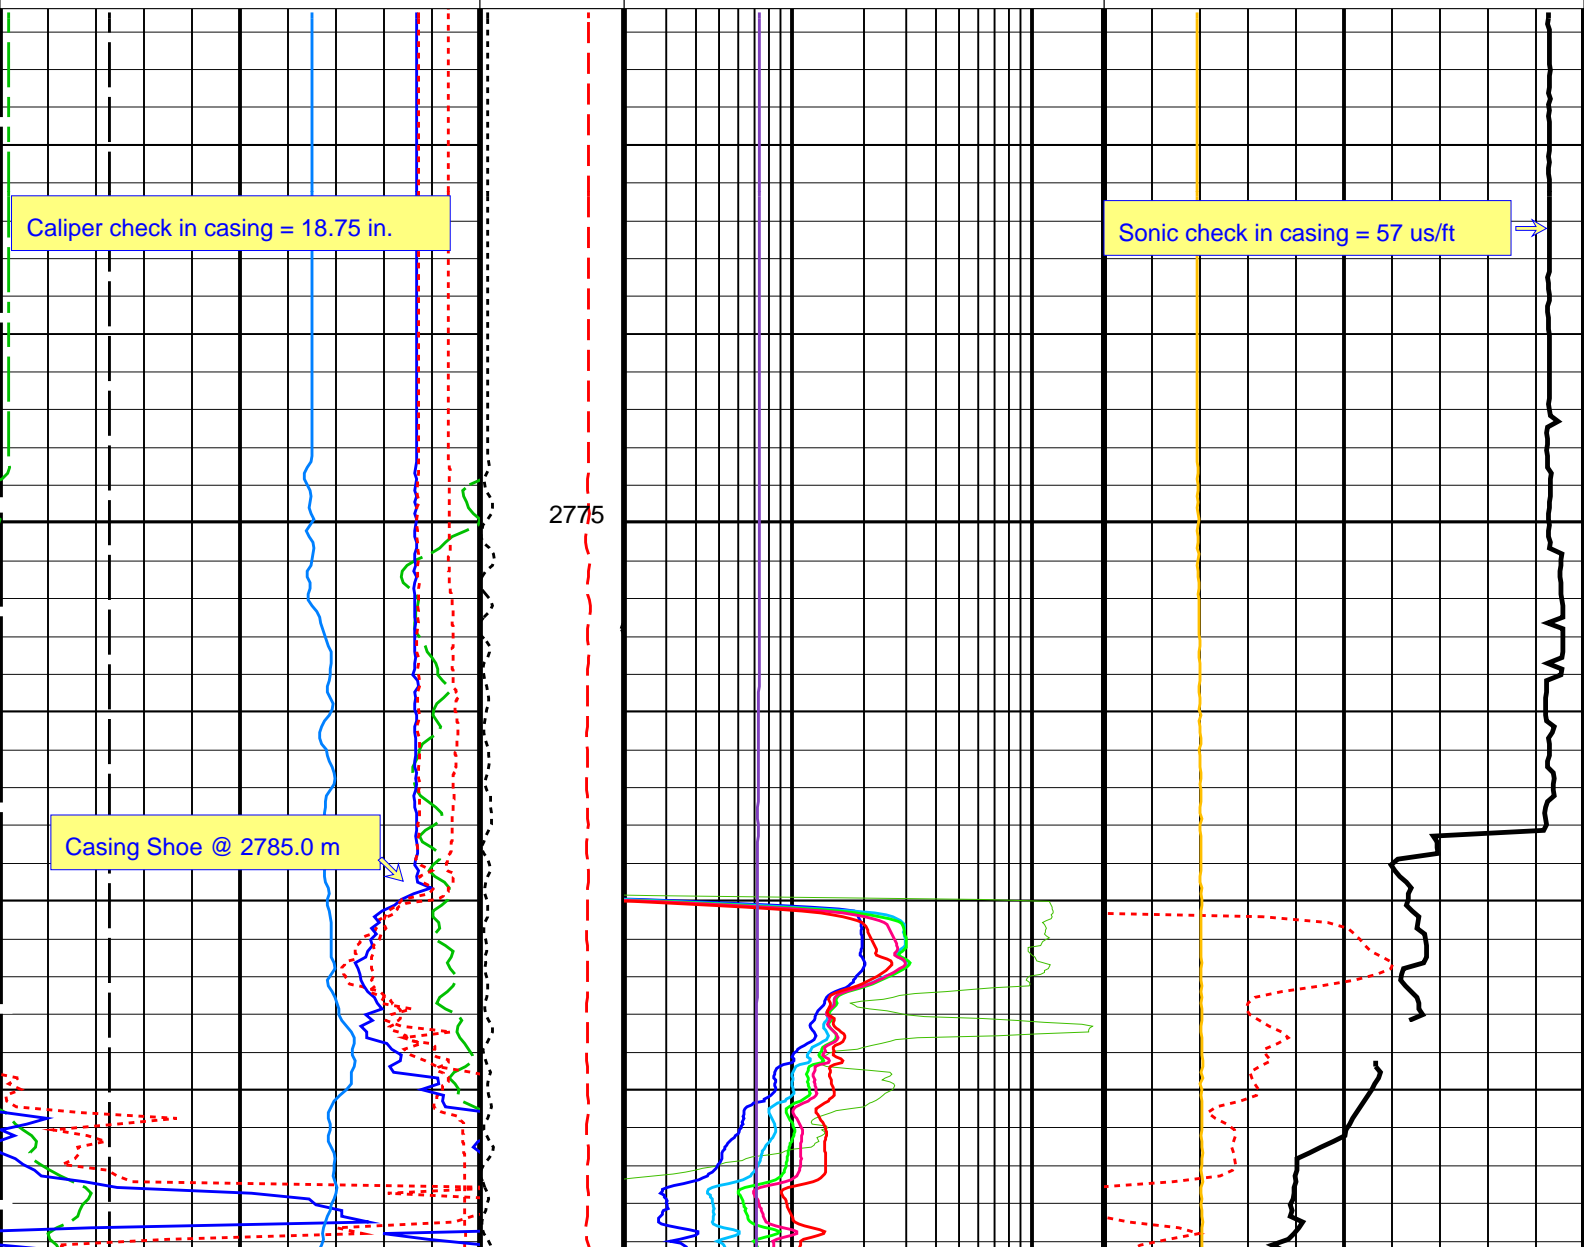 Caliper check in casing = 18.75 in.
Sonic check in casing = 57 us/ft
2775
Casing Shoe @ 2785.0 m